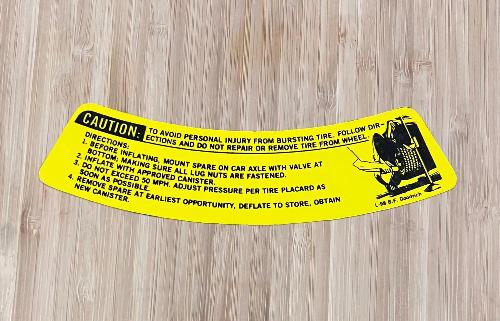 CAUTION: TO AVOID PERSONAL INJURY FROM BURSTING TIRE. FOLLOW DIR-
ECTIONS AND DO NOT REPAIR OR REMOVE TIRE FROM WHEEL.
DIRECTIONS:
1. BEFORE INFLATING, MOUNT SPARE ON CAR AXLE WITH VALVE AT
BOTTOM, MAKING SURE ALL LUG NUTS ARE FASTENED.
2. INFLATE WITH APPROVED CANISTER.
3. DO NOT EXCEED 50 MPH. ADJUST PRESSURE PER TIRE PLACARD AS
SOON AS POSSIBLE.
4. REMOVE SPARE AT EARLIEST OPPORTUNITY, DEFLATE TO STORE, OBTAIN
NEW CANISTER.
B.F. Goodrich